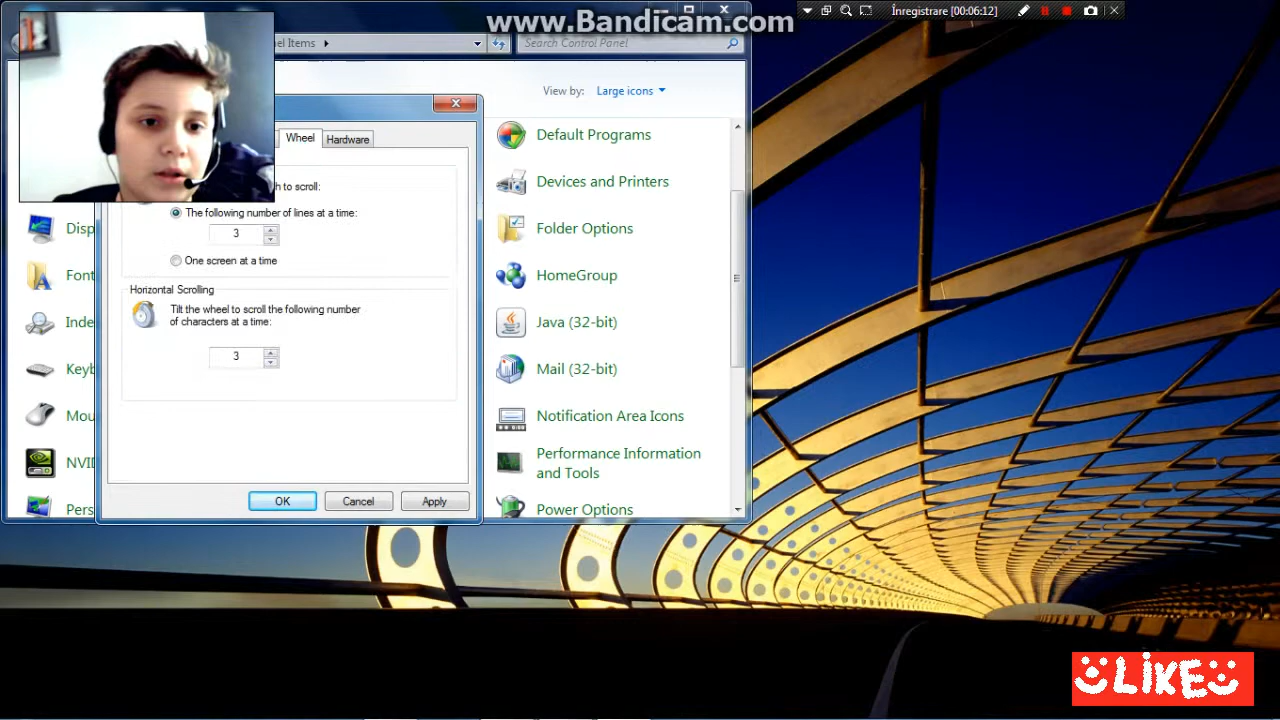 www.Bandicam.com
Înregistrare [00:06:12]
nel Items
Search Control Panel
View by:
Large icons
Wheel
Hardware
h to scroll:
The following number of lines at a time:
3
One screen at a time
Horizontal Scrolling
Tilt the wheel to scroll the following number
of characters at a time:
3
OK
Cancel
Apply
Disp
Font
Inde
Keyb
Mou
NVID
Pers
Default Programs
Devices and Printers
Folder Options
HomeGroup
Java (32-bit)
Mail (32-bit)
Notification Area Icons
Performance Information
and Tools
Power Options
LiKE